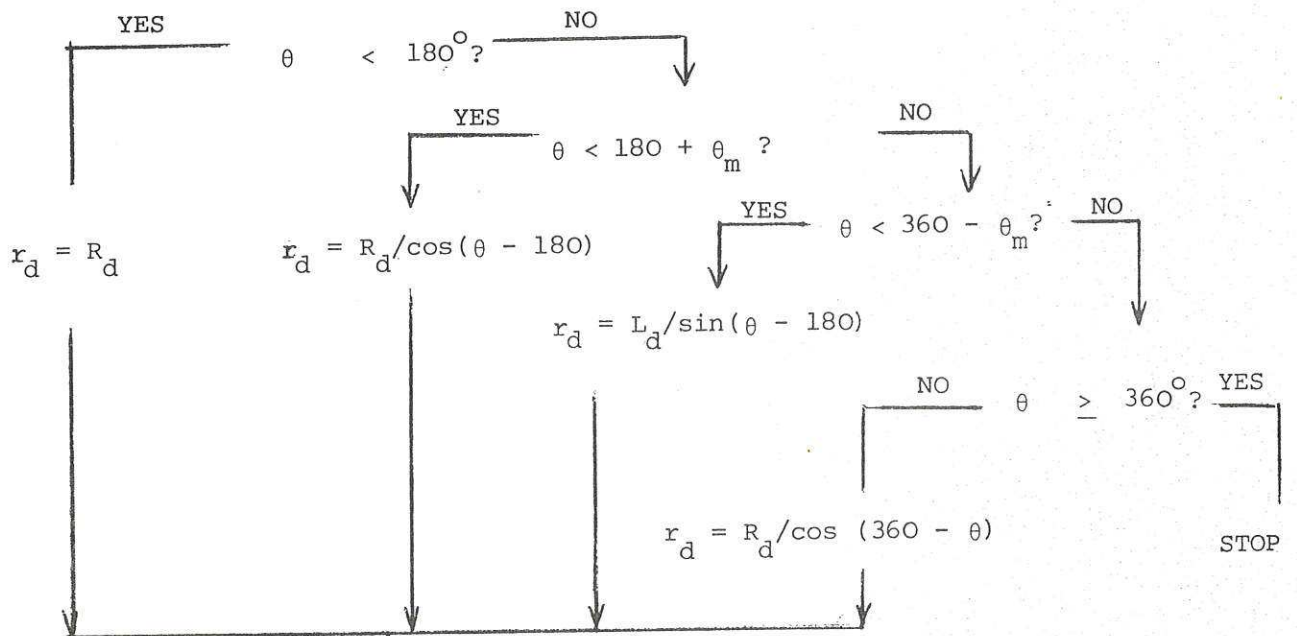 YES NO
θ < 180°?
YES NO
θ < 180 + θm ?
YES NO
θ < 360 - θm?
rd = Rd
rd = Rd/cos(θ - 180)
rd = Ld/sin(θ - 180)
NO YES
θ ≥ 360°?
rd = Rd/cos (360 - θ)
STOP